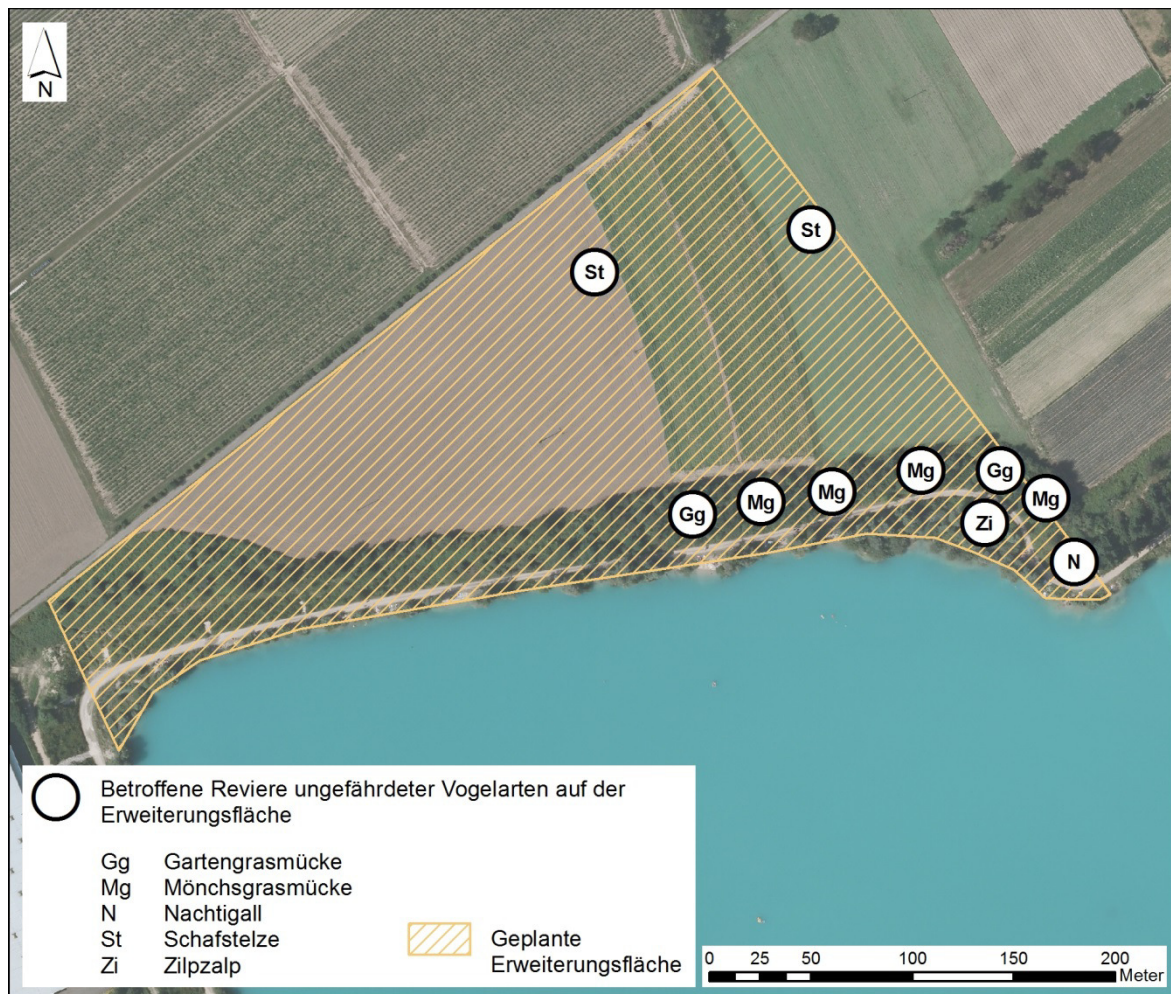 N
St
St
Mg
Gg
Mg
Mg
Mg
Gg
Zi
N
Betroffene Reviere ungefährdeter Vogelarten auf der
Erweiterungsfläche
Gg Gartengrasmücke
Mg Mönchsgrasmücke
N Nachtigall
St Schafstelze
Zi Zilpzalp
Geplante
Erweiterungsfläche
0 25 50 100 150 200
Meter